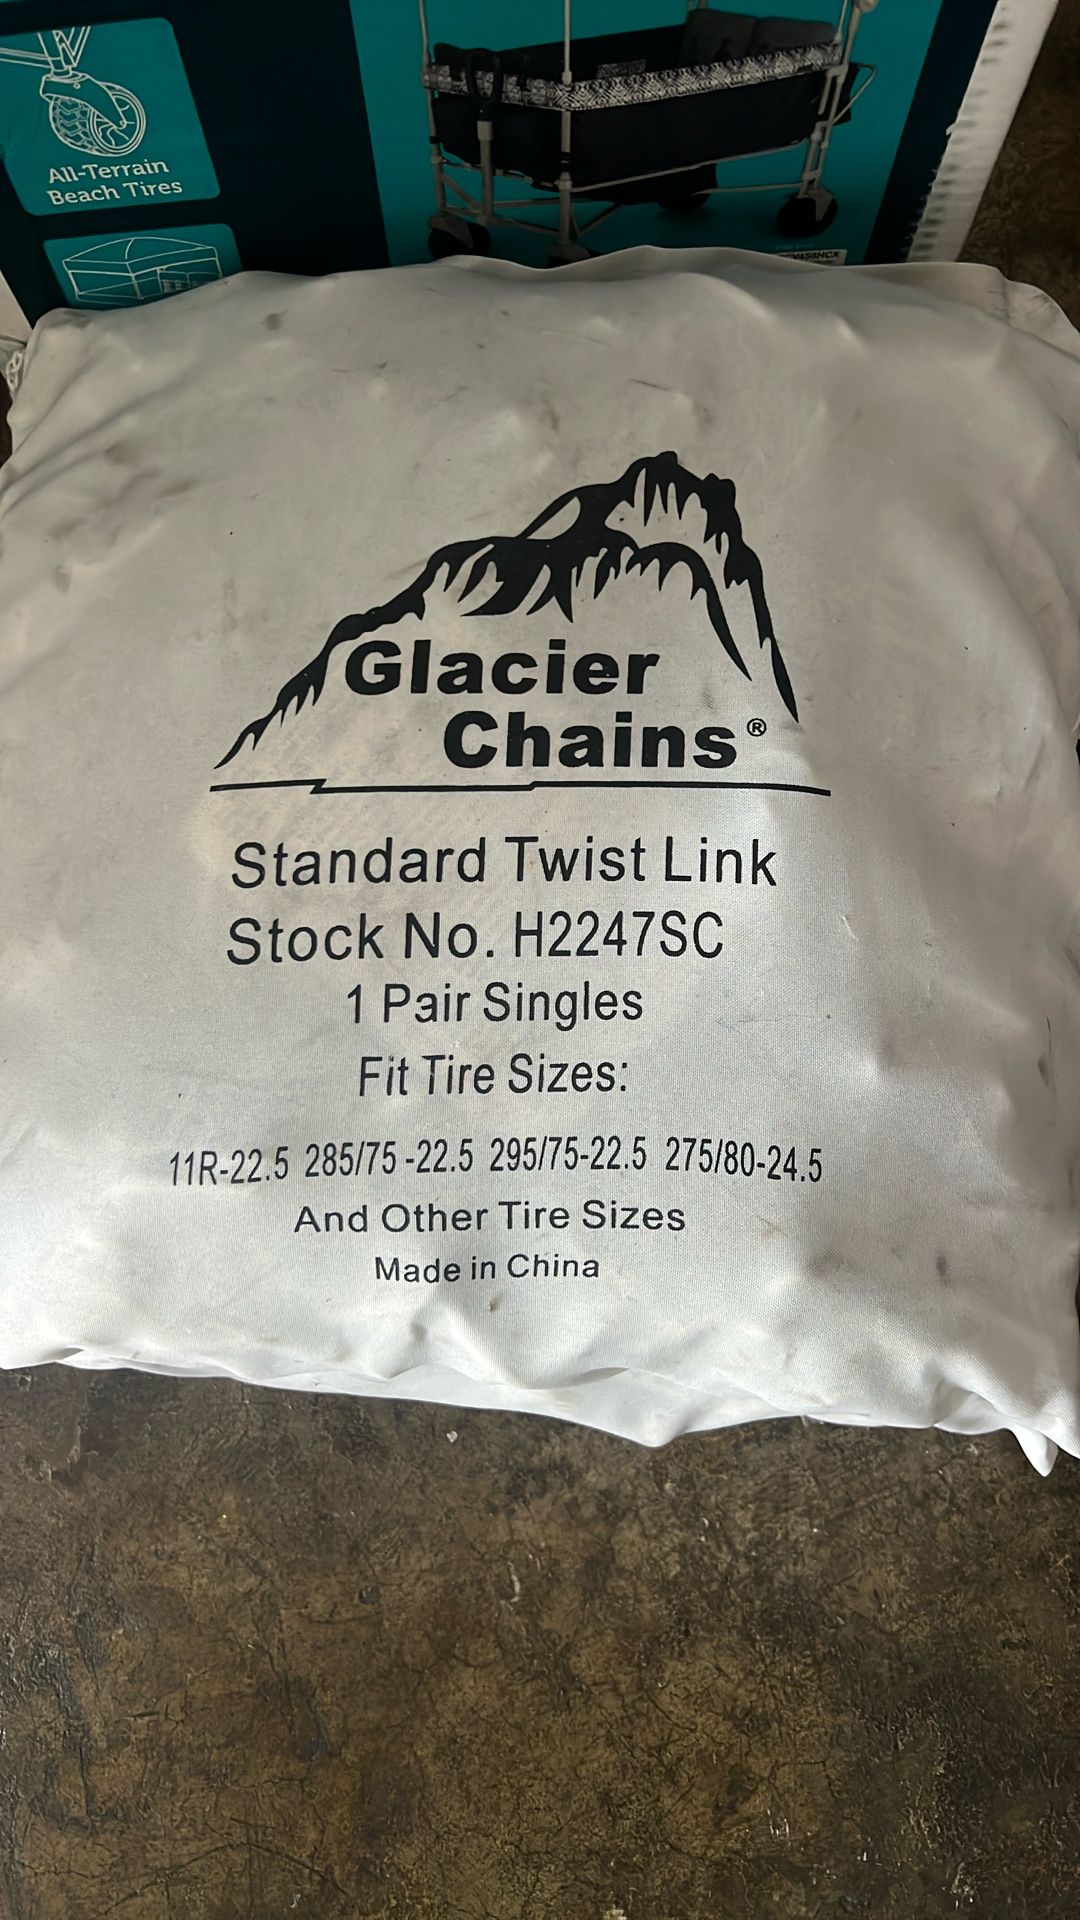 All-Terrain
Beach Tires
Glacier
Chains®
Standard Twist Link
Stock No. H2247SC
1 Pair Singles
Fit Tire Sizes:
11R-22.5 285/75 -22.5 295/75-22.5 275/80-24.5
And Other Tire Sizes
Made in China